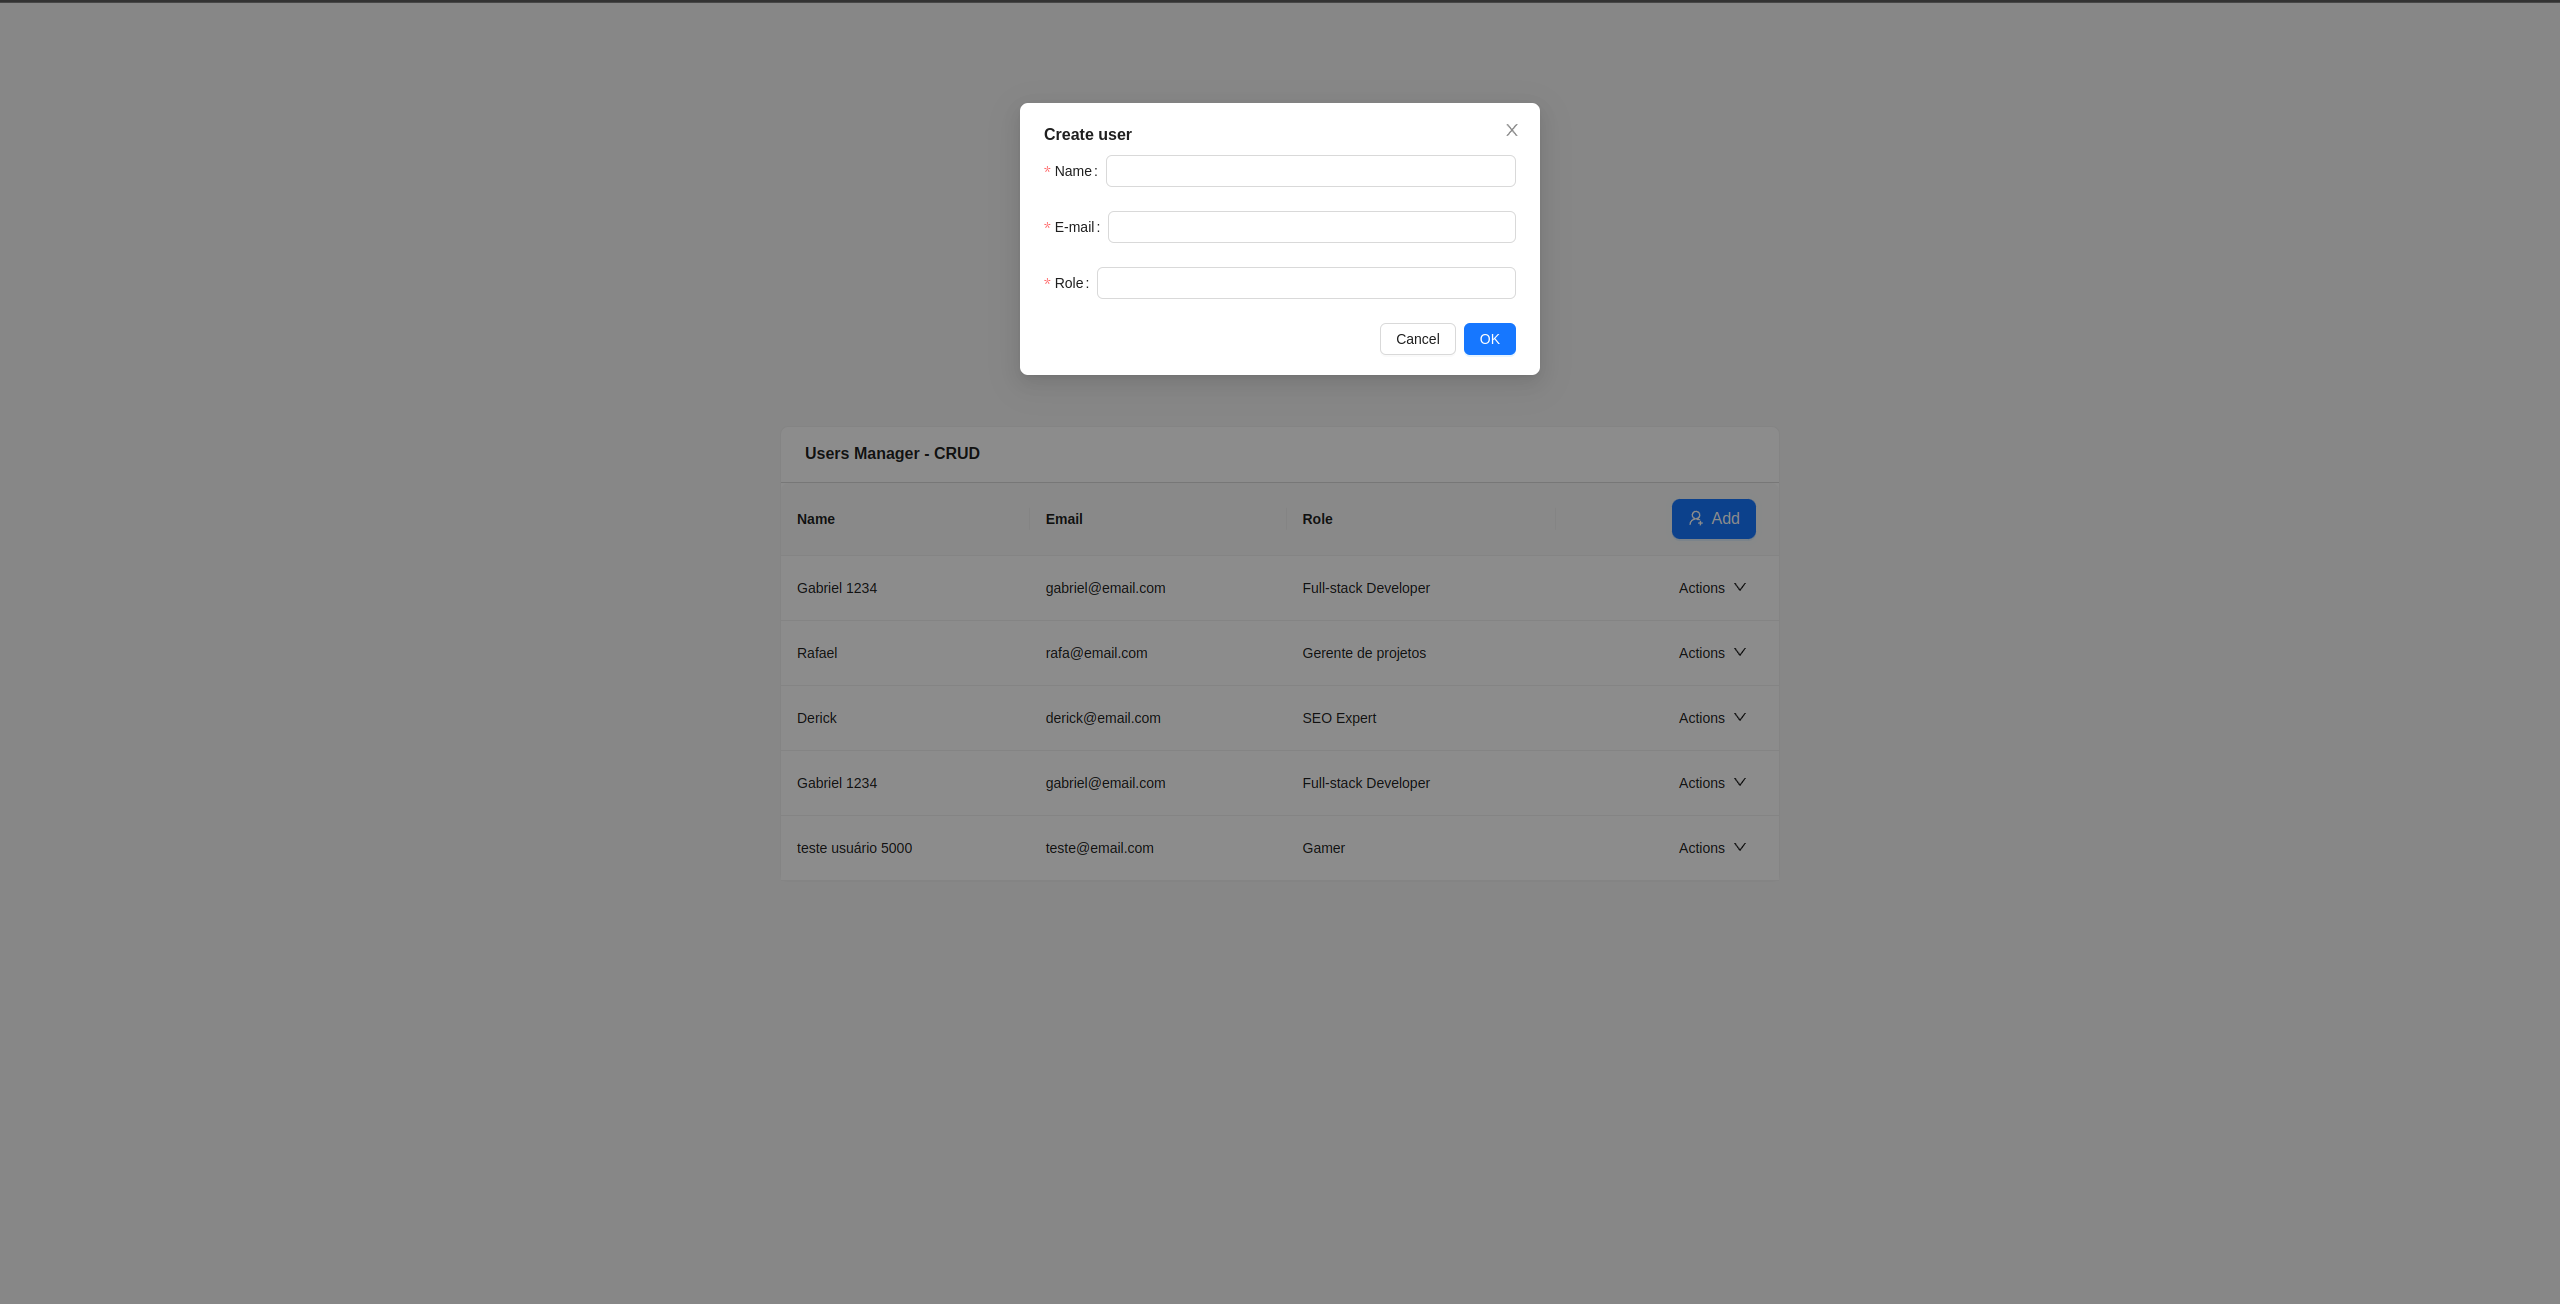 Create user
* Name :
* E-mail :
* Role :
Cancel OK
Users Manager - CRUD
Name Email Role Add
Gabriel 1234 gabriel@email.com Full-stack Developer Actions
Rafael rafa@email.com Gerente de projetos Actions
Derick derick@email.com SEO Expert Actions
Gabriel 1234 gabriel@email.com Full-stack Developer Actions
teste usuário 5000 teste@email.com Gamer Actions